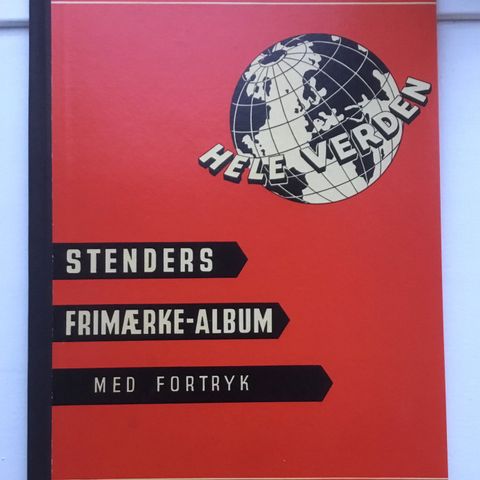 HELE VERDEN
STENDERS
FRIMÆRKE-ALBUM
MED FORTRYK